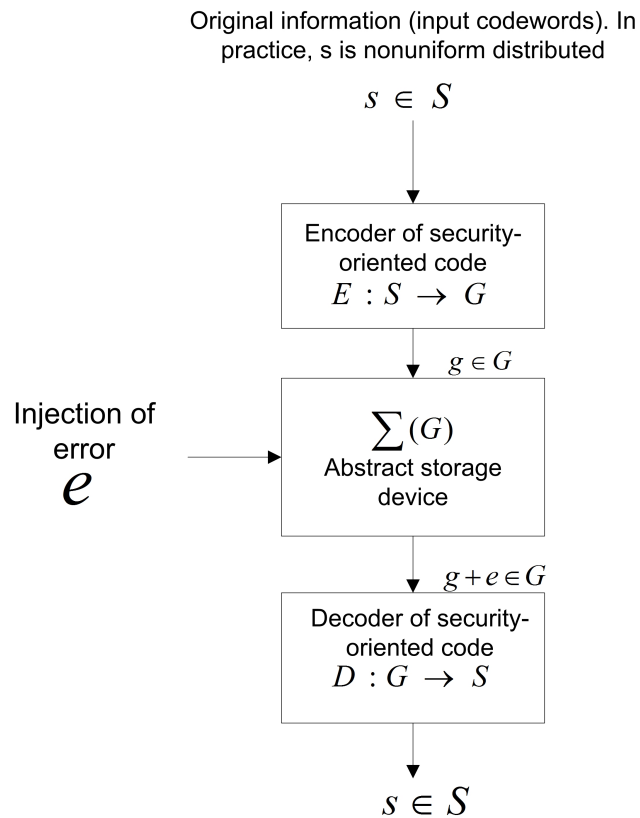 Original information (input codewords). In
practice, s is nonuniform distributed
s ∈ S
Encoder of security-
oriented code
E : S → G
g ∈ G
Injection of
error
e
∑(G)
Abstract storage
device
g + e ∈ G
Decoder of security-
oriented code
D : G → S
s ∈ S